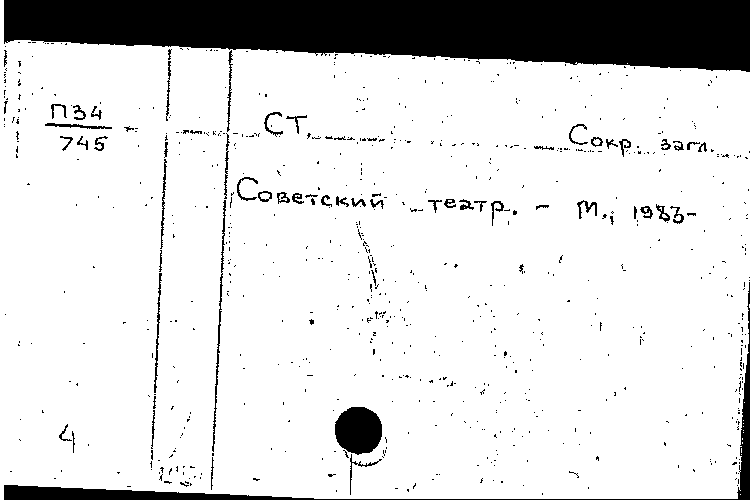 П34
745
СТ. Сокр. загл.
Советский театр. - М., 1983-
4